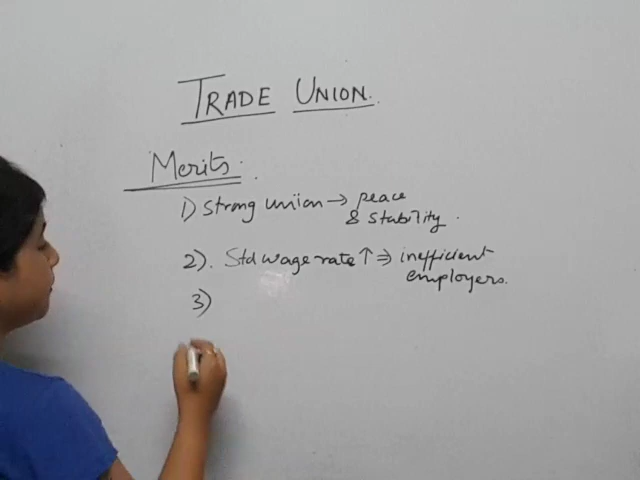 TRADE UNION.
Merits:
1) Strong union → peace
& stability.
2). Std wage rate ↑ ⇒ inefficient
employers.
3)